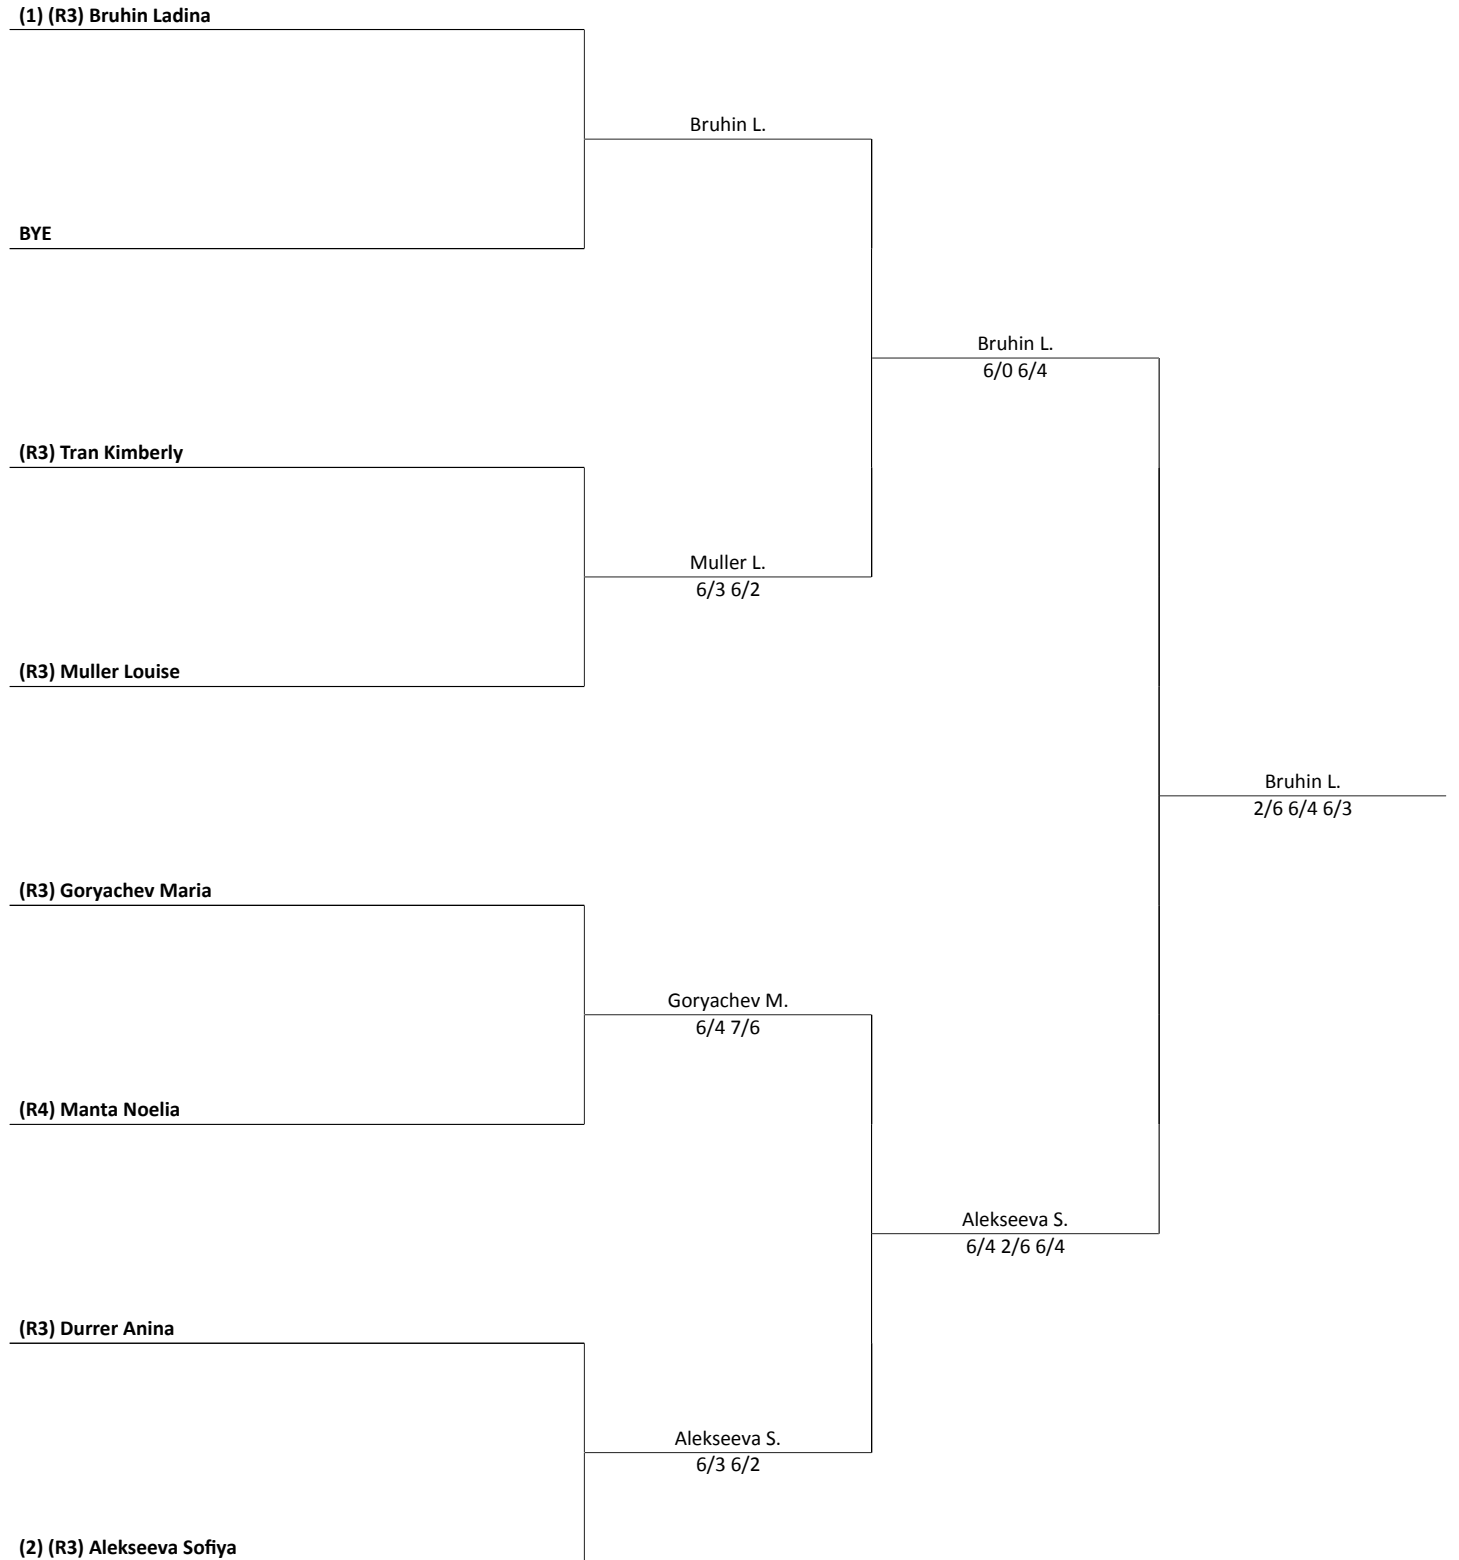 (1) (R3) Bruhin Ladina
Bruhin L.
BYE
Bruhin L.
6/0 6/4
(R3) Tran Kimberly
Muller L.
6/3 6/2
(R3) Muller Louise
Bruhin L.
2/6 6/4 6/3
(R3) Goryachev Maria
Goryachev M.
6/4 7/6
(R4) Manta Noelia
Alekseeva S.
6/4 2/6 6/4
(R3) Durrer Anina
Alekseeva S.
6/3 6/2
(2) (R3) Alekseeva Sofiya